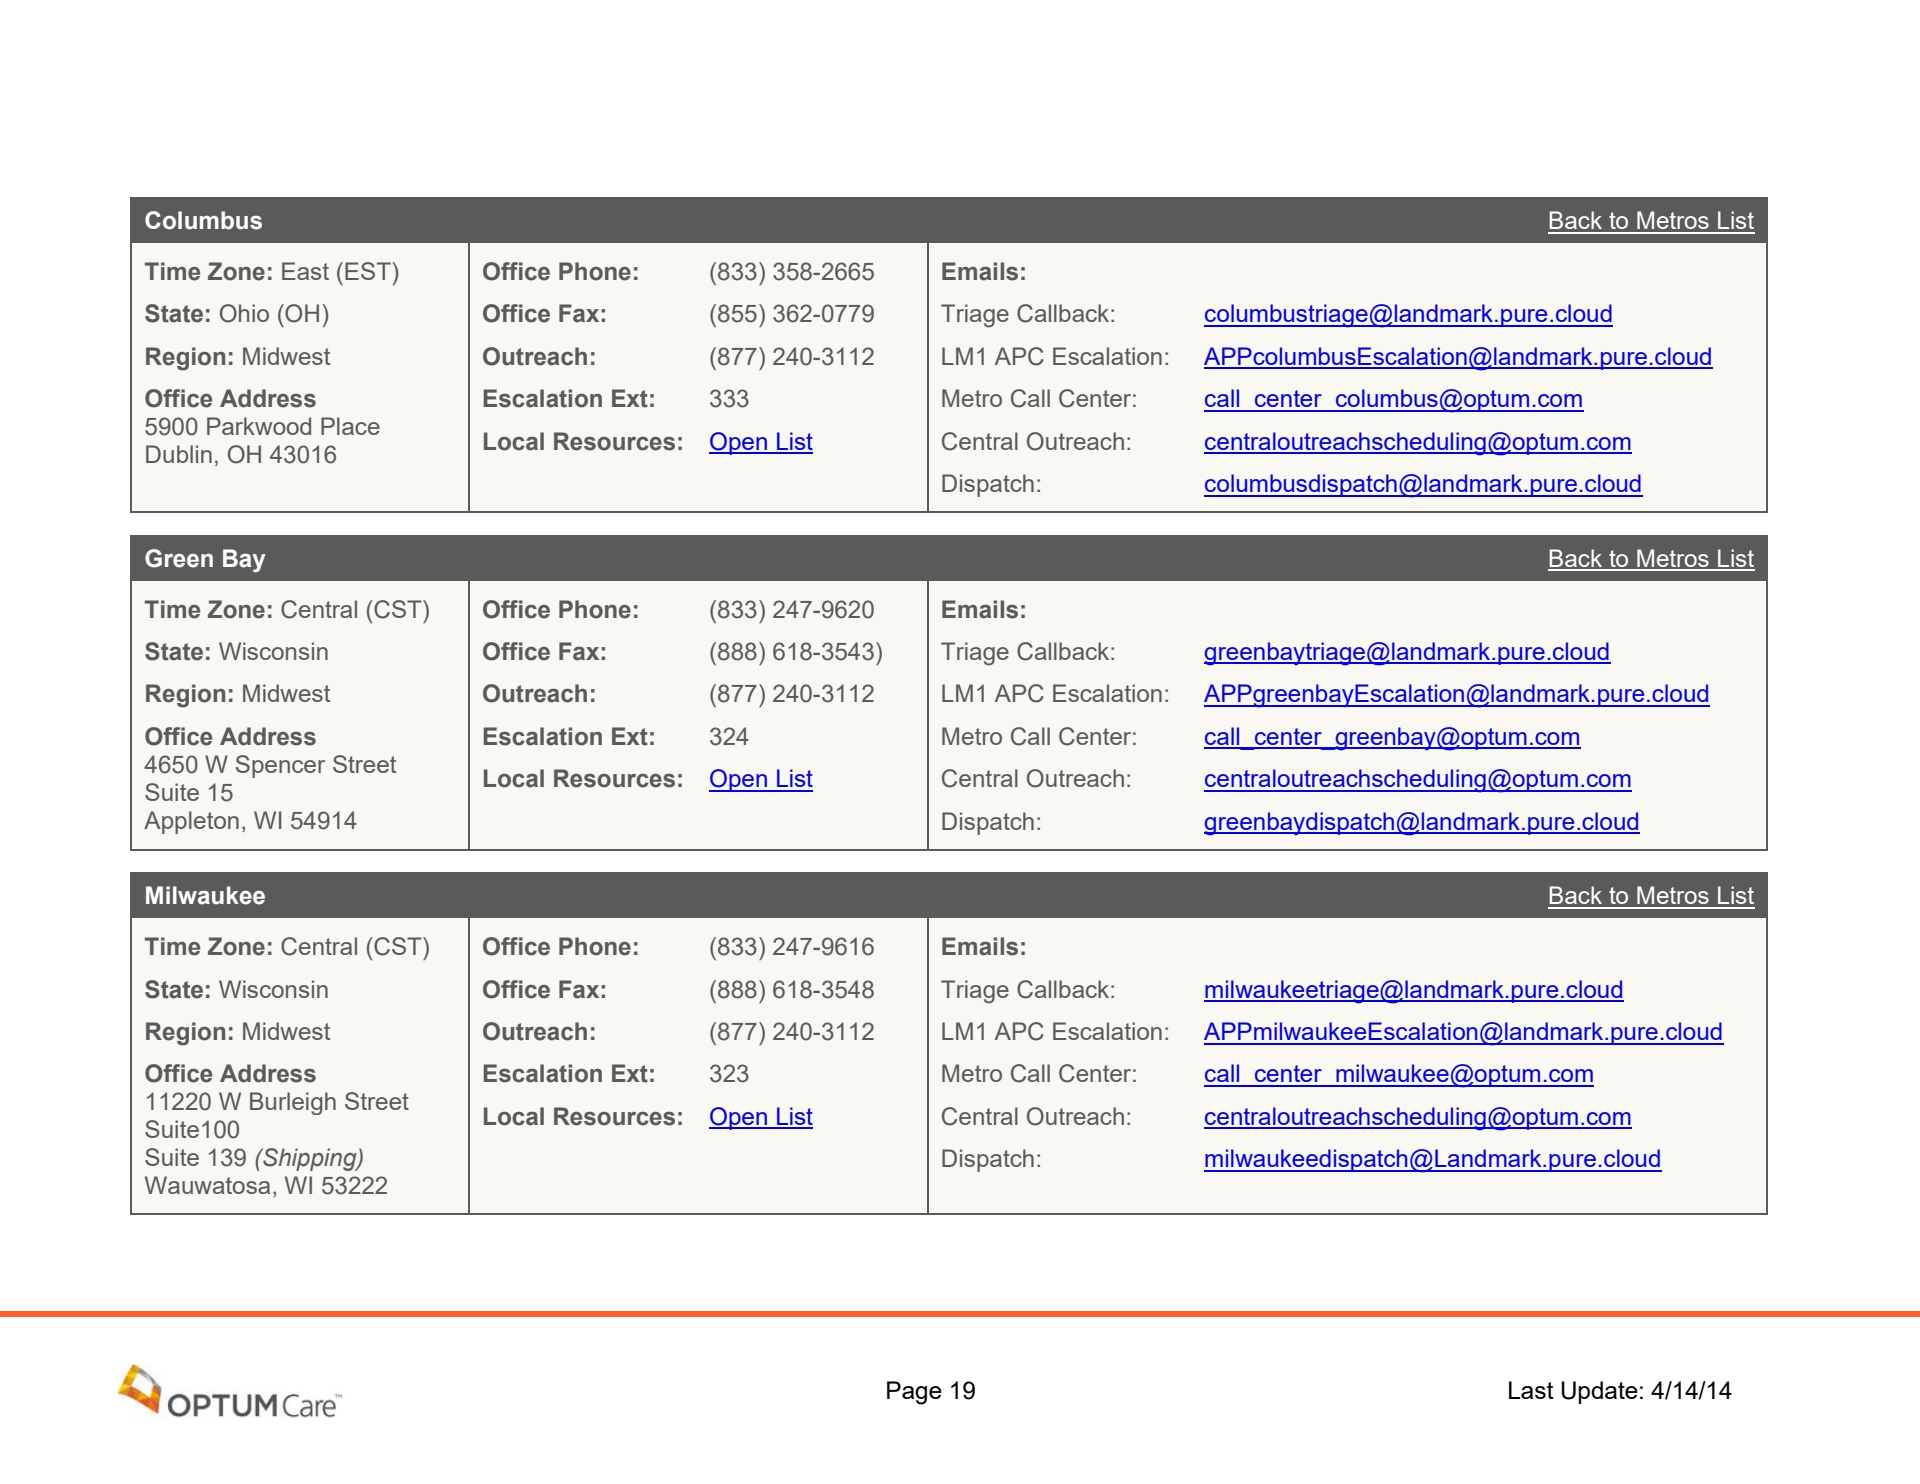 Columbus Back to Metros List
Time Zone: East (EST)
State: Ohio (OH)
Region: Midwest
Office Address
5900 Parkwood Place
Dublin, OH 43016
Office Phone: (833) 358-2665
Office Fax: (855) 362-0779
Outreach: (877) 240-3112
Escalation Ext: 333
Local Resources: Open List
Emails:
Triage Callback: columbustriage@landmark.pure.cloud
LM1 APC Escalation: APPcolumbusEscalation@landmark.pure.cloud
Metro Call Center: call_center_columbus@optum.com
Central Outreach: centraloutreachscheduling@optum.com
Dispatch: columbusdispatch@landmark.pure.cloud
Green Bay Back to Metros List
Time Zone: Central (CST)
State: Wisconsin
Region: Midwest
Office Address
4650 W Spencer Street
Suite 15
Appleton, WI 54914
Office Phone: (833) 247-9620
Office Fax: (888) 618-3543)
Outreach: (877) 240-3112
Escalation Ext: 324
Local Resources: Open List
Emails:
Triage Callback: greenbaytriage@landmark.pure.cloud
LM1 APC Escalation: APPgreenbayEscalation@landmark.pure.cloud
Metro Call Center: call_center_greenbay@optum.com
Central Outreach: centraloutreachscheduling@optum.com
Dispatch: greenbaydispatch@landmark.pure.cloud
Milwaukee Back to Metros List
Time Zone: Central (CST)
State: Wisconsin
Region: Midwest
Office Address
11220 W Burleigh Street
Suite100
Suite 139 (Shipping)
Wauwatosa, WI 53222
Office Phone: (833) 247-9616
Office Fax: (888) 618-3548
Outreach: (877) 240-3112
Escalation Ext: 323
Local Resources: Open List
Emails:
Triage Callback: milwaukeetriage@landmark.pure.cloud
LM1 APC Escalation: APPmilwaukeeEscalation@landmark.pure.cloud
Metro Call Center: call_center_milwaukee@optum.com
Central Outreach: centraloutreachscheduling@optum.com
Dispatch: milwaukeedispatch@Landmark.pure.cloud
OPTUMCare™ Page 19 Last Update: 4/14/14